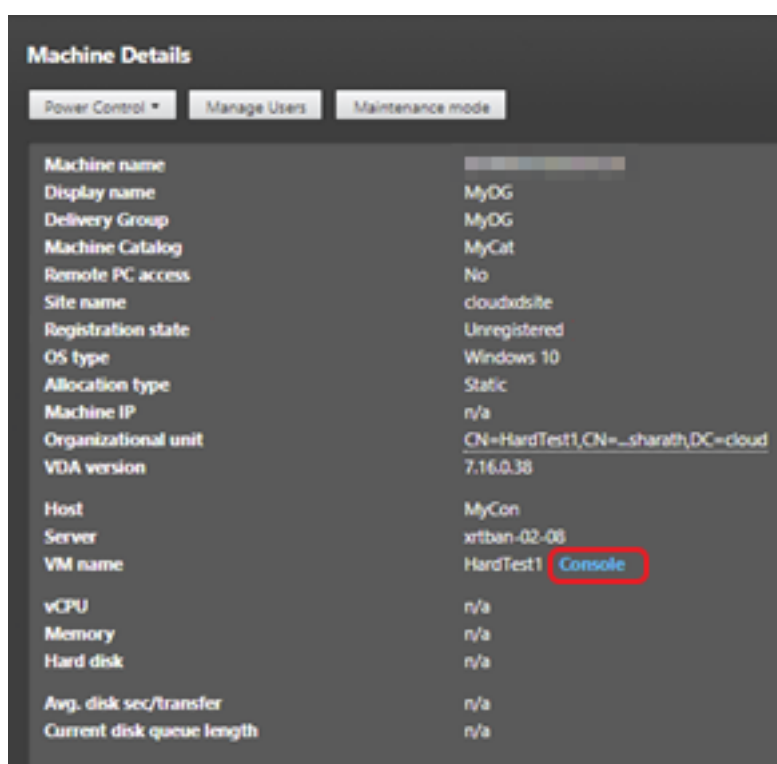 Machine Details
Power Control Manage Users Maintenance mode
Machine name
Display name MyDG
Delivery Group MyDG
Machine Catalog MyCat
Remote PC access No
Site name cloudxdsite
Registration state Unregistered
OS type Windows 10
Allocation type Static
Machine IP n/a
Organizational unit CN=HardTest1,CN=...sharath,DC=cloud
VDA version 7.16.0.38
Host MyCon
Server xrtban-02-08
VM name HardTest1 Console
vCPU n/a
Memory n/a
Hard disk n/a
Avg. disk sec/transfer n/a
Current disk queue length n/a